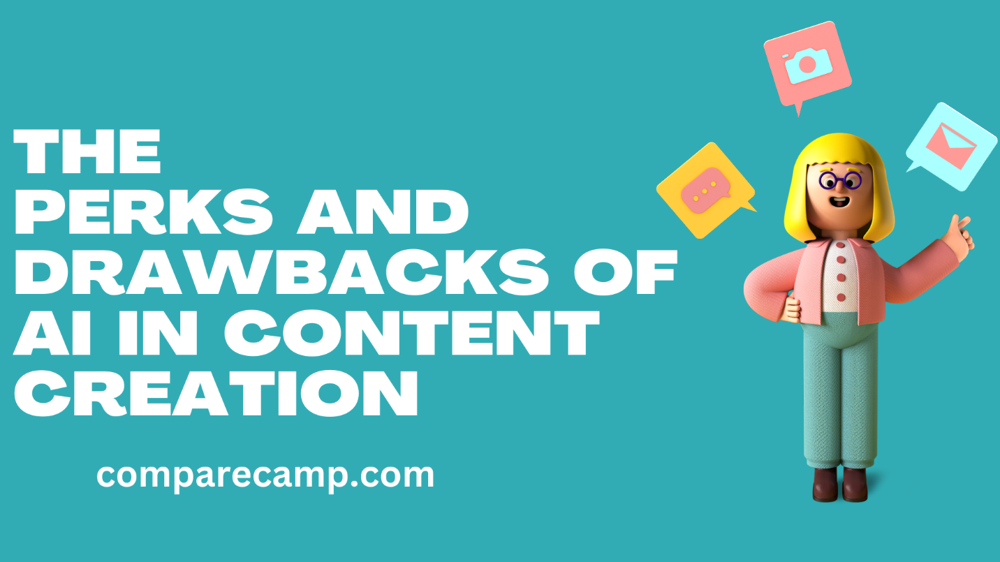 THE
PERKS AND
DRAWBACKS OF
AI IN CONTENT
CREATION
comparecamp.com